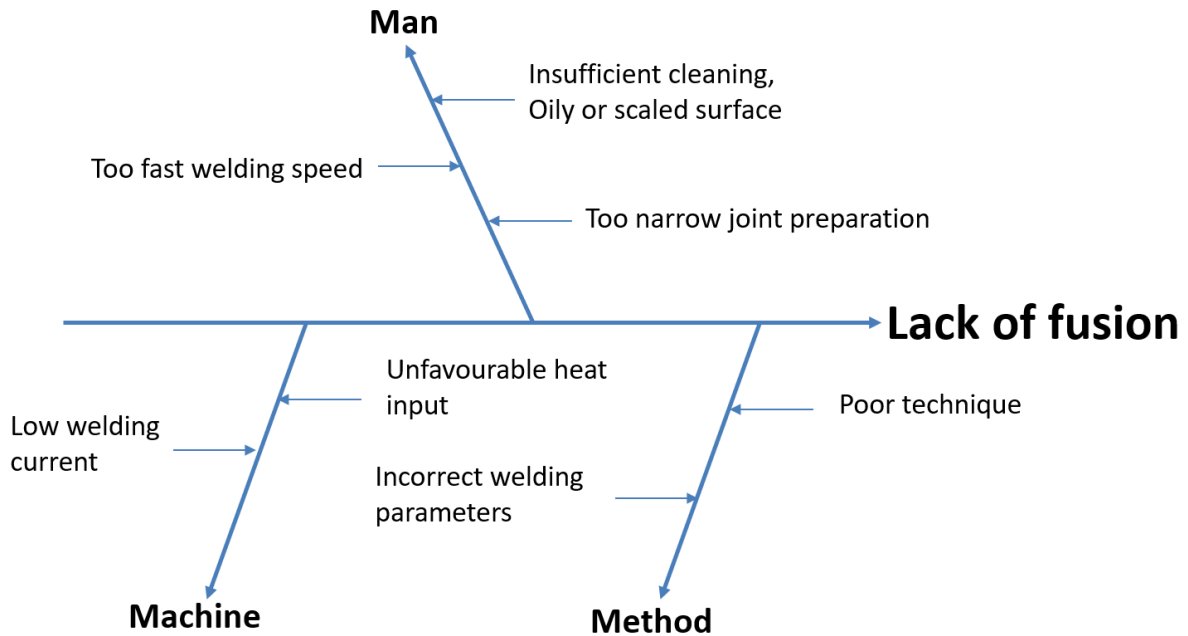 Man
Insufficient cleaning,
Oily or scaled surface
Too fast welding speed
Too narrow joint preparation
Lack of fusion
Unfavourable heat
input
Poor technique
Low welding
current
Incorrect welding
parameters
Machine
Method